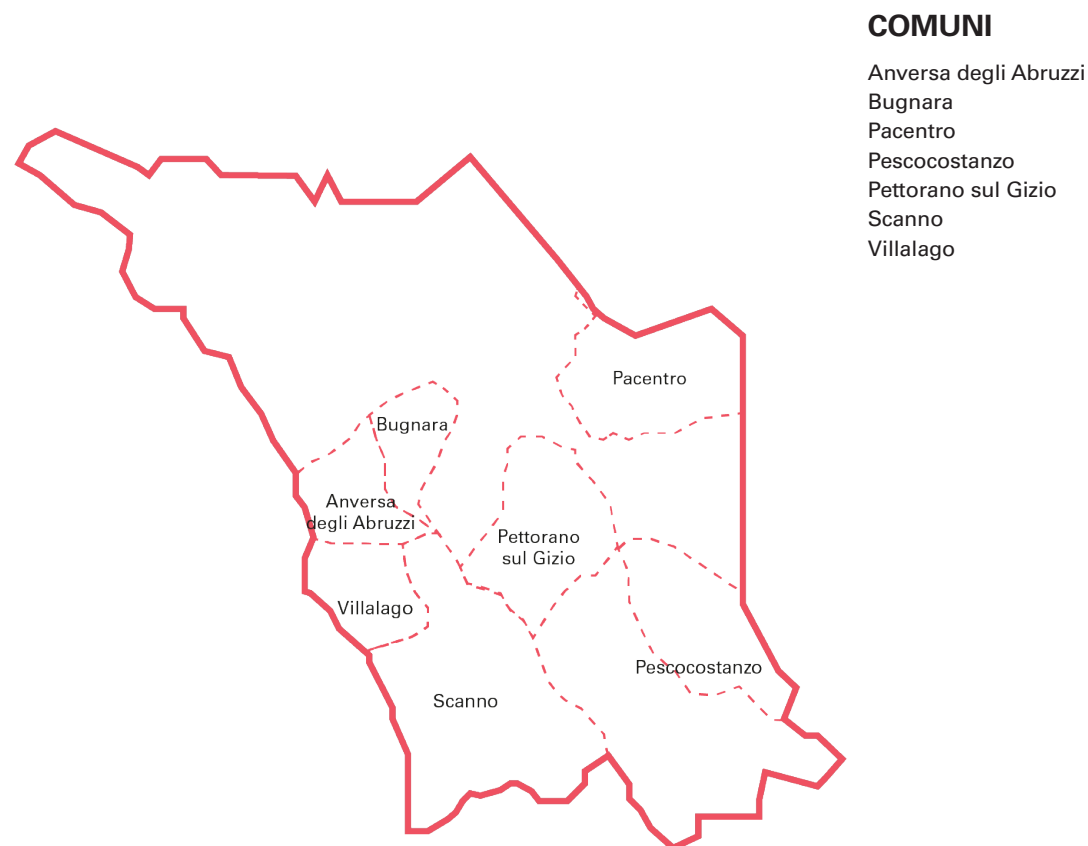 COMUNI
Anversa degli Abruzzi
Bugnara
Pacentro
Pescocostanzo
Pettorano sul Gizio
Scanno
Villalago
Pacentro
Bugnara
Anversa
degli Abruzzi
Pettorano
sul Gizio
Villalago
Pescocostanzo
Scanno